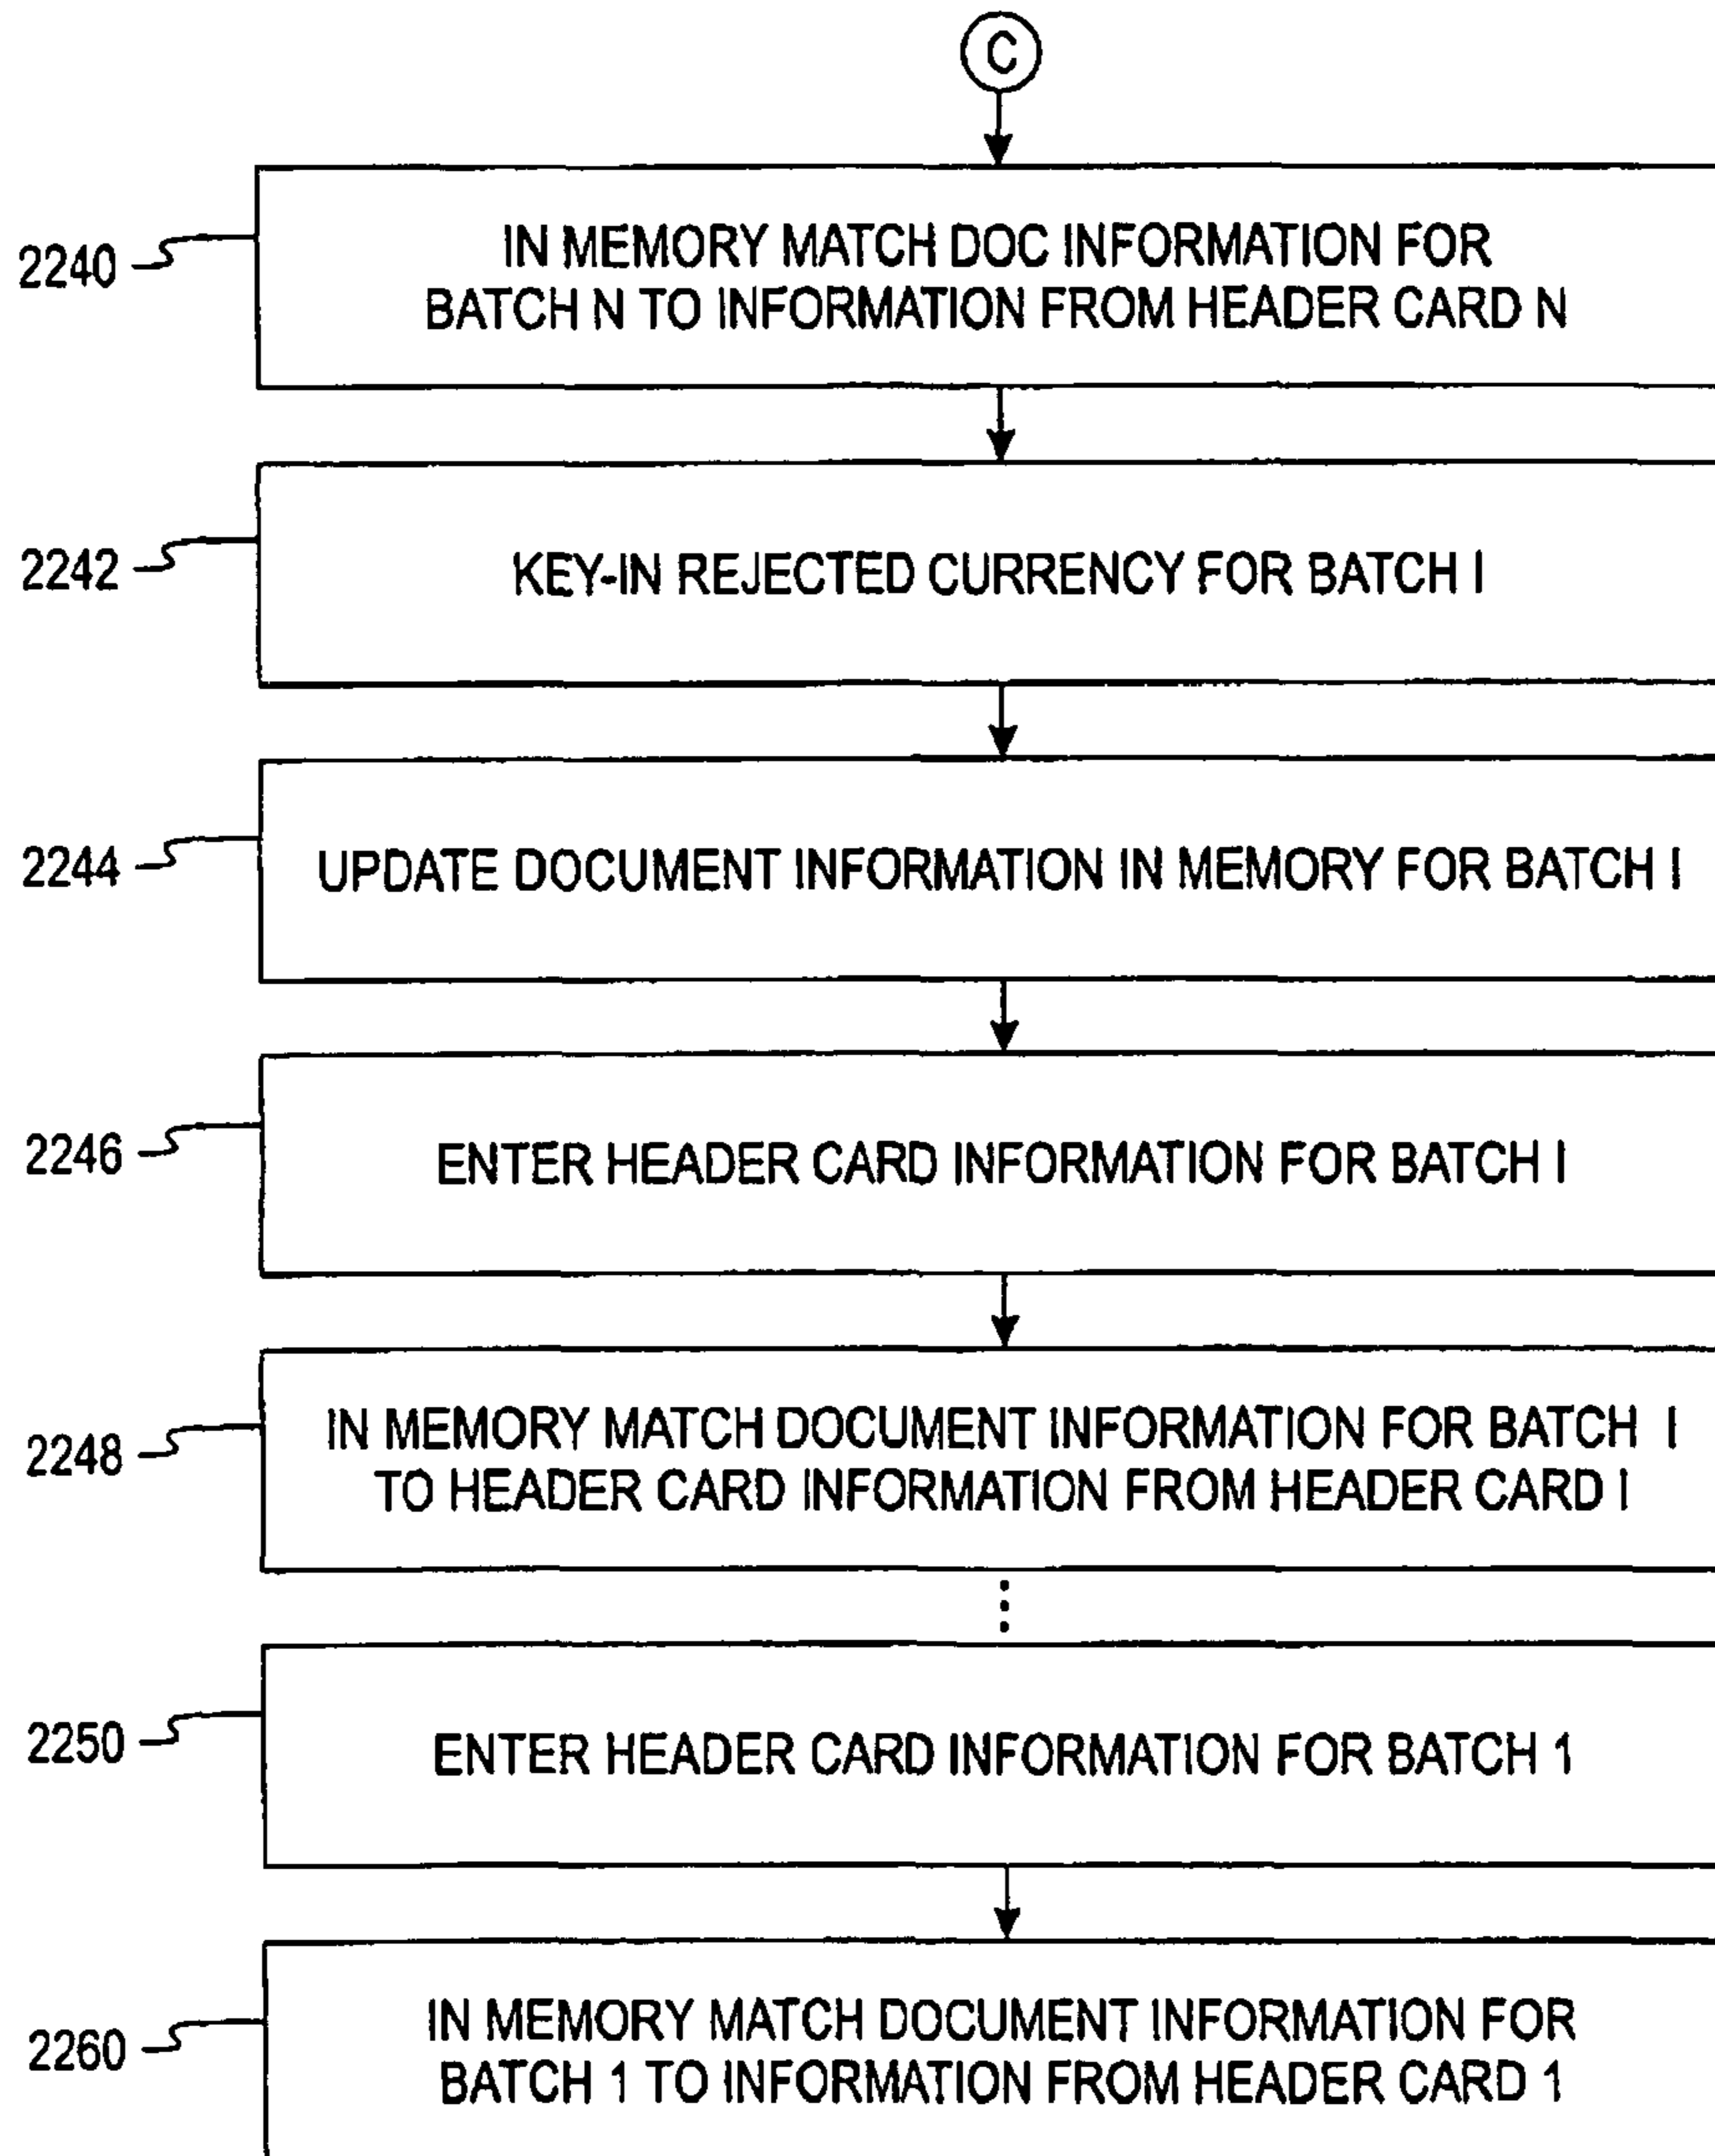 C
2240
IN MEMORY MATCH DOC INFORMATION FOR
BATCH N TO INFORMATION FROM HEADER CARD N
2242
KEY-IN REJECTED CURRENCY FOR BATCH I
2244
UPDATE DOCUMENT INFORMATION IN MEMORY FOR BATCH I
2246
ENTER HEADER CARD INFORMATION FOR BATCH I
2248
IN MEMORY MATCH DOCUMENT INFORMATION FOR BATCH I
TO HEADER CARD INFORMATION FROM HEADER CARD I
2250
ENTER HEADER CARD INFORMATION FOR BATCH 1
2260
IN MEMORY MATCH DOCUMENT INFORMATION FOR
BATCH 1 TO INFORMATION FROM HEADER CARD 1